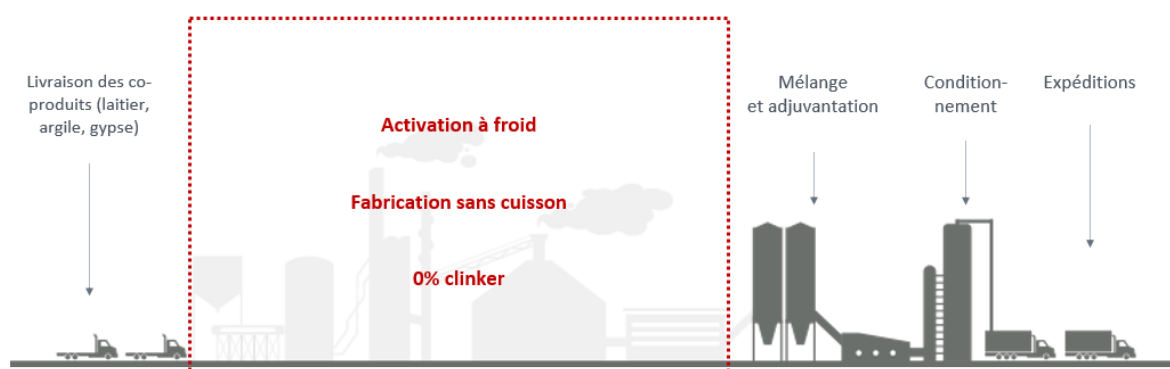 Livraison des co-
produits (laitier,
argile, gypse)
Activation à froid
Fabrication sans cuisson
0% clinker
Mélange
et adjuvantation
Condition-
nement
Expéditions